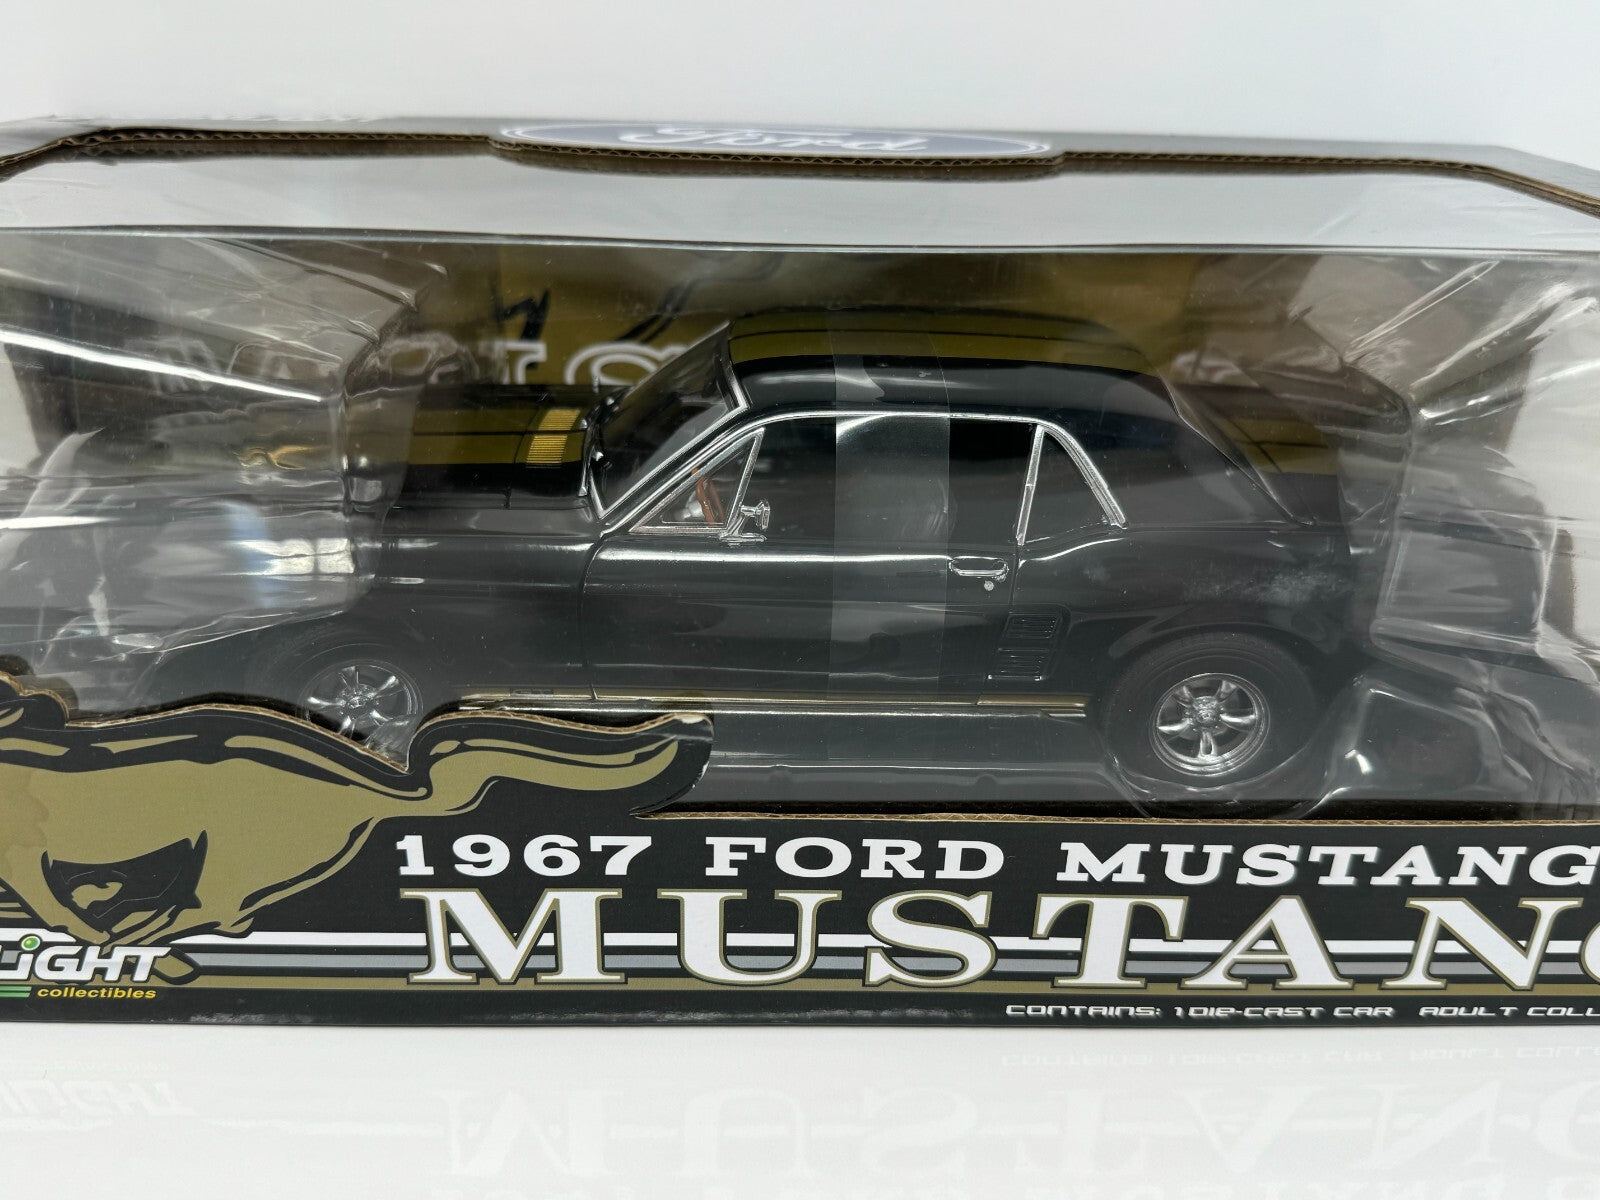 Ford
1967 FORD MUSTANG
MUSTANG
LiGHT
collectibles
CONTAINS: 1 DIE-CAST CAR ADULT COLL